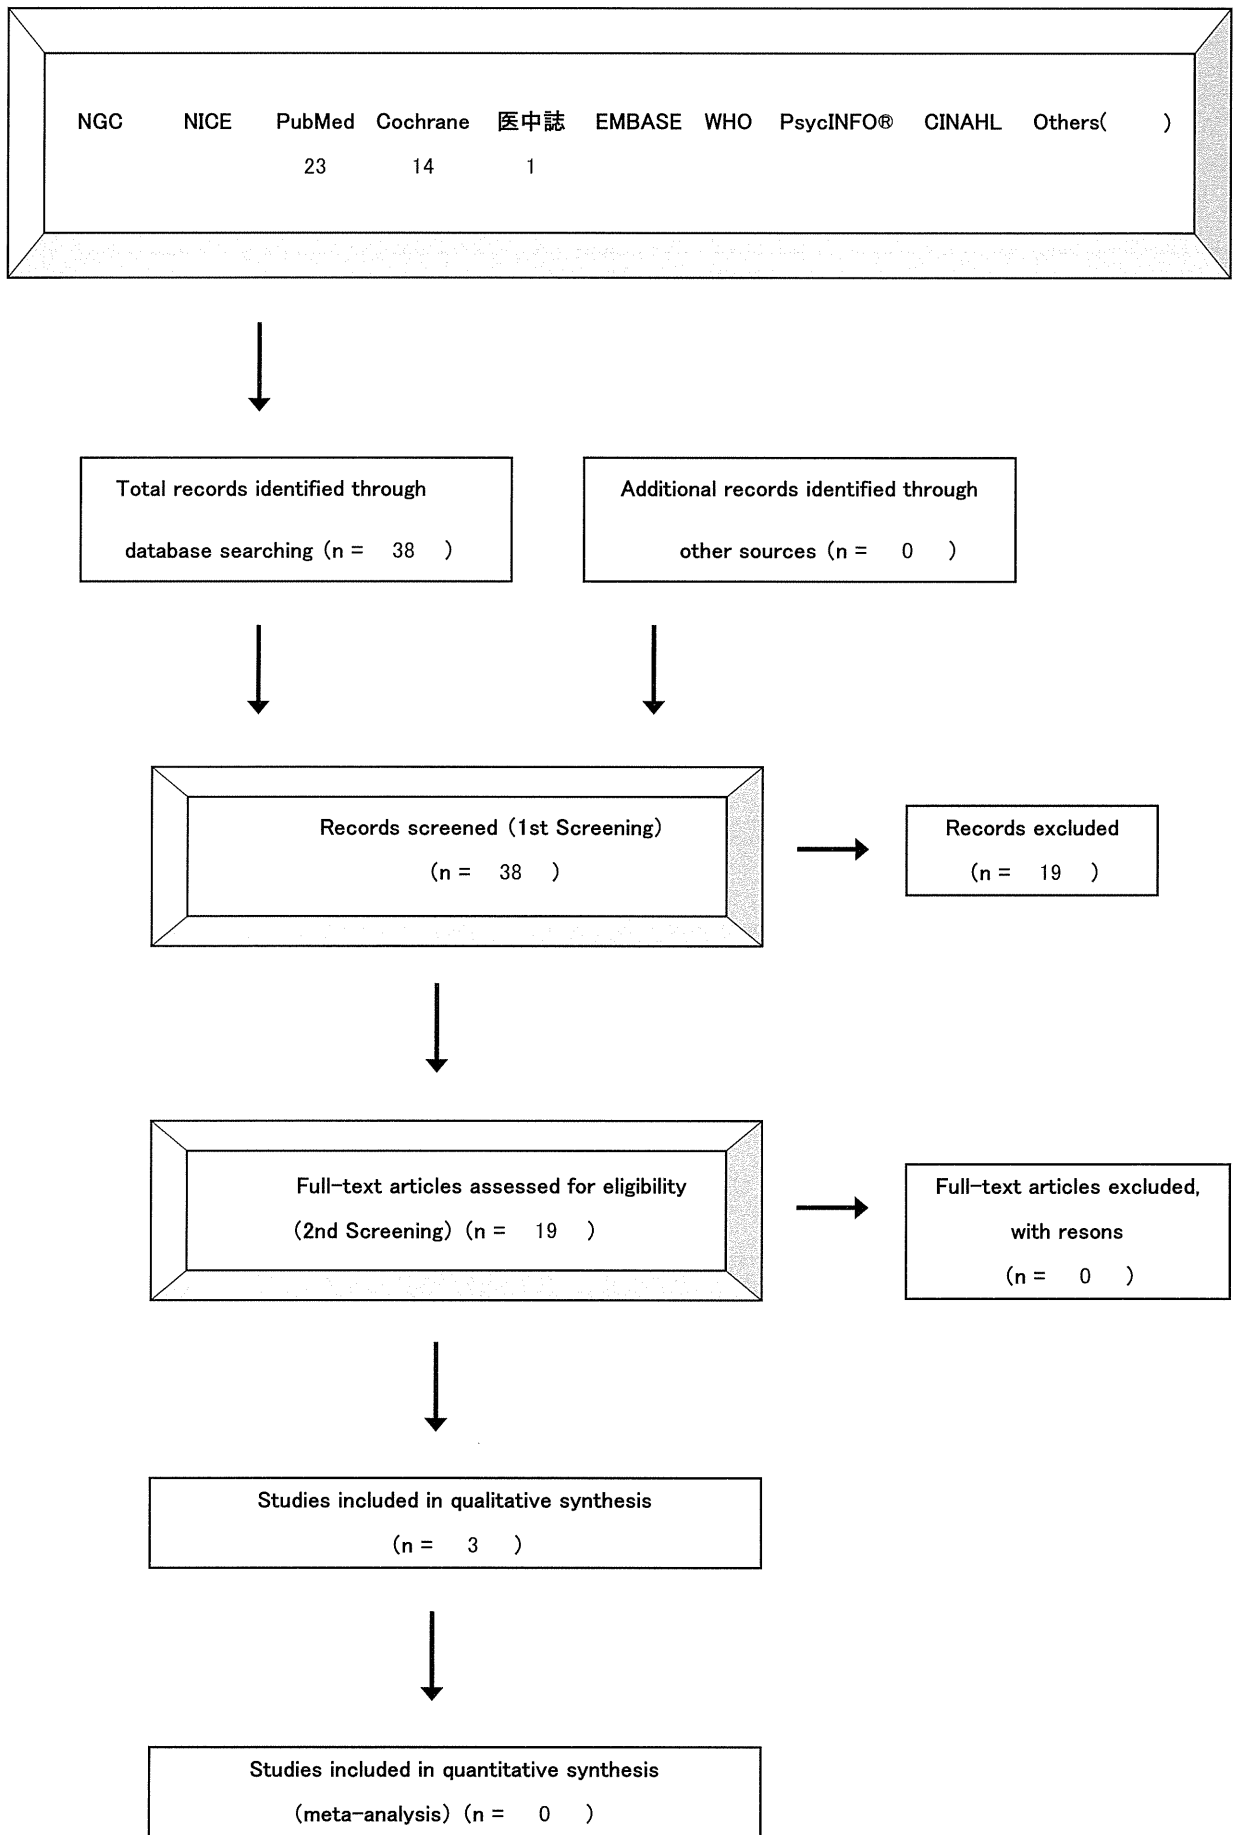 NGC NICE PubMed Cochrane 医中誌 EMBASE WHO PsycINFO® CINAHL Others( )
23 14 1
Total records identified through
database searching (n = 38 )
Additional records identified through
other sources (n = 0 )
Records screened (1st Screening)
(n = 38 )
Records excluded
(n = 19 )
Full-text articles assessed for eligibility
(2nd Screening) (n = 19 )
Full-text articles excluded,
with resons
(n = 0 )
Studies included in qualitative synthesis
(n = 3 )
Studies included in quantitative synthesis
(meta-analysis) (n = 0 )